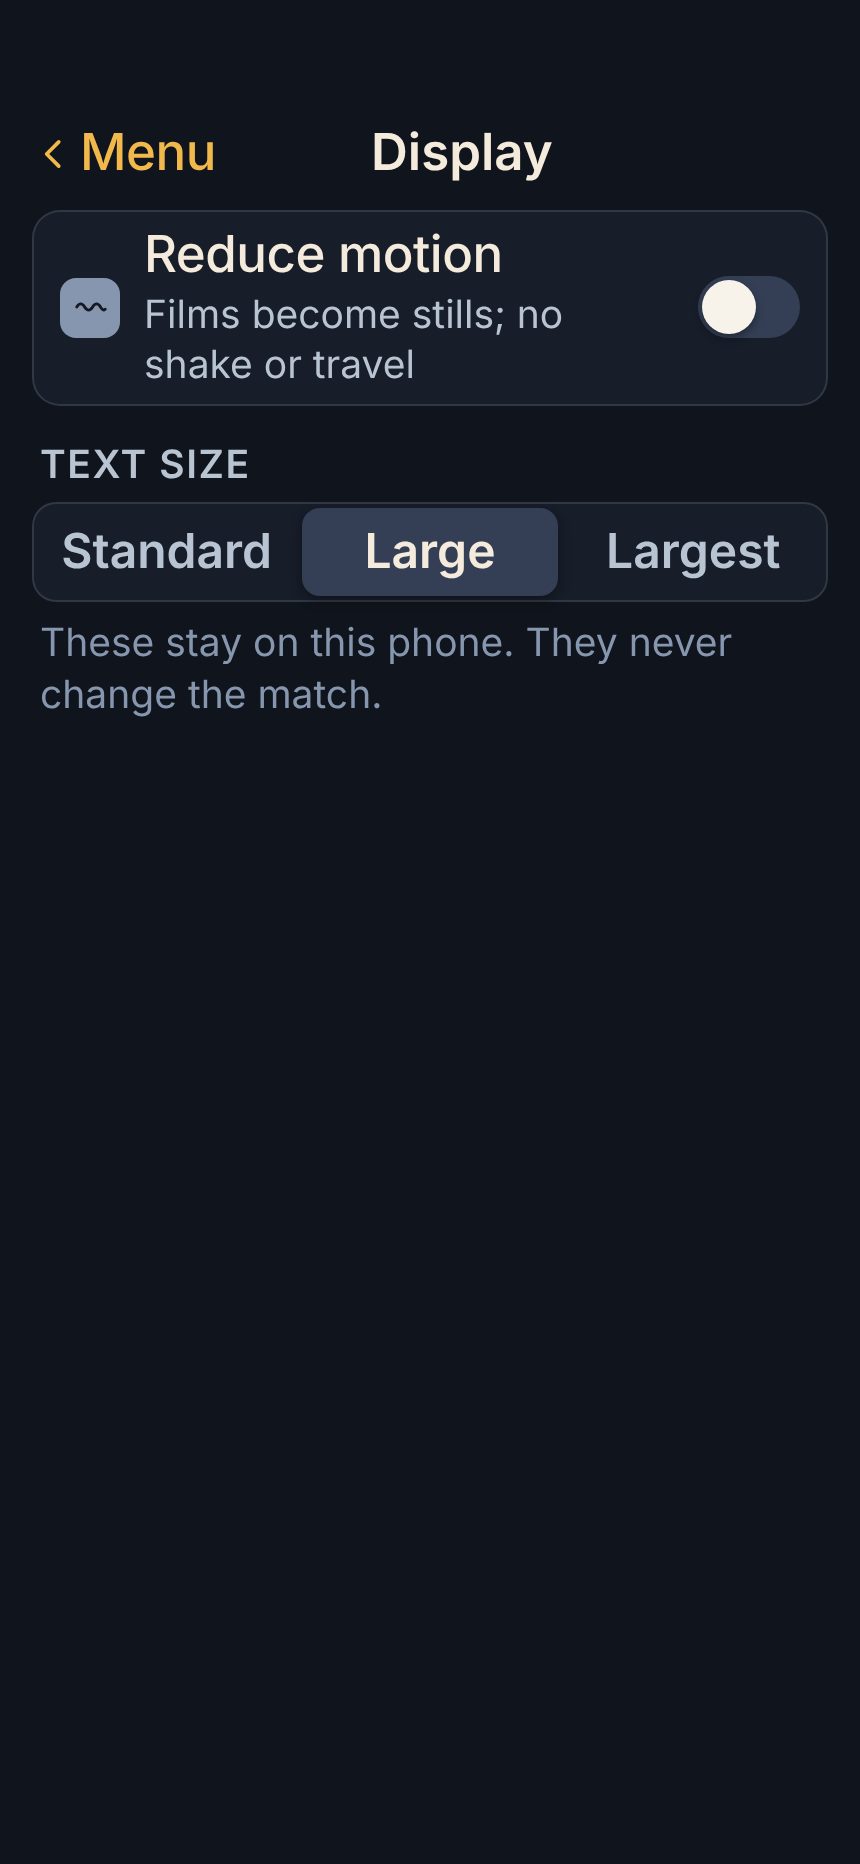 Menu
Display
Reduce motion
Films become stills; no
shake or travel
TEXT SIZE
Standard
Large
Largest
These stay on this phone. They never
change the match.